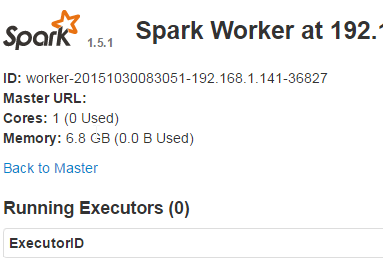 Spark 1.5.1 Spark Worker at 192.
ID: worker-20151030083051-192.168.1.141-36827
Master URL:
Cores: 1 (0 Used)
Memory: 6.8 GB (0.0 B Used)
Back to Master
Running Executors (0)
ExecutorID